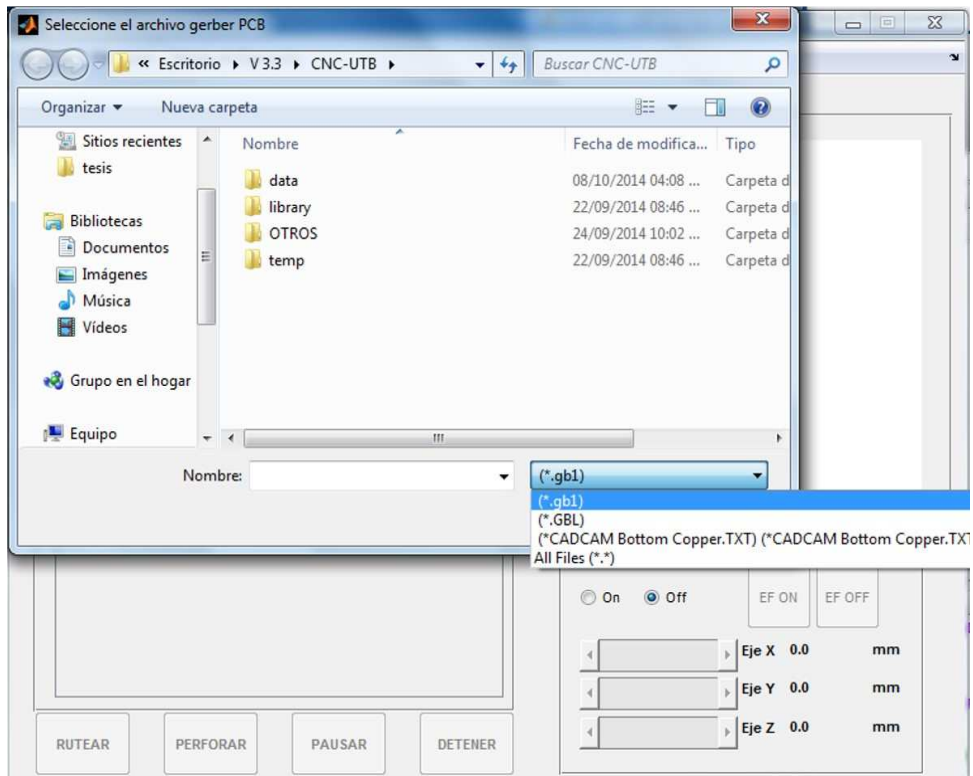 Seleccione el archivo gerber PCB
« Escritorio ▸ V 3.3 ▸ CNC-UTB ▸
Buscar CNC-UTB
Organizar ▾ Nueva carpeta
Sitios recientes
tesis
Bibliotecas
Documentos
Imágenes
Música
Vídeos
Grupo en el hogar
Equipo
Nombre Fecha de modifica... Tipo
data 08/10/2014 04:08 ... Carpeta d
library 22/09/2014 08:46 ... Carpeta d
OTROS 24/09/2014 10:02 ... Carpeta d
temp 22/09/2014 08:46 ... Carpeta d
Nombre: (*.gb1)
(*.gb1)
(*.GBL)
(*CADCAM Bottom Copper.TXT) (*CADCAM Bottom Copper.TXT
All Files (*.*)
On Off EF ON EF OFF
Eje X 0.0 mm
Eje Y 0.0 mm
Eje Z 0.0 mm
RUTEAR PERFORAR PAUSAR DETENER